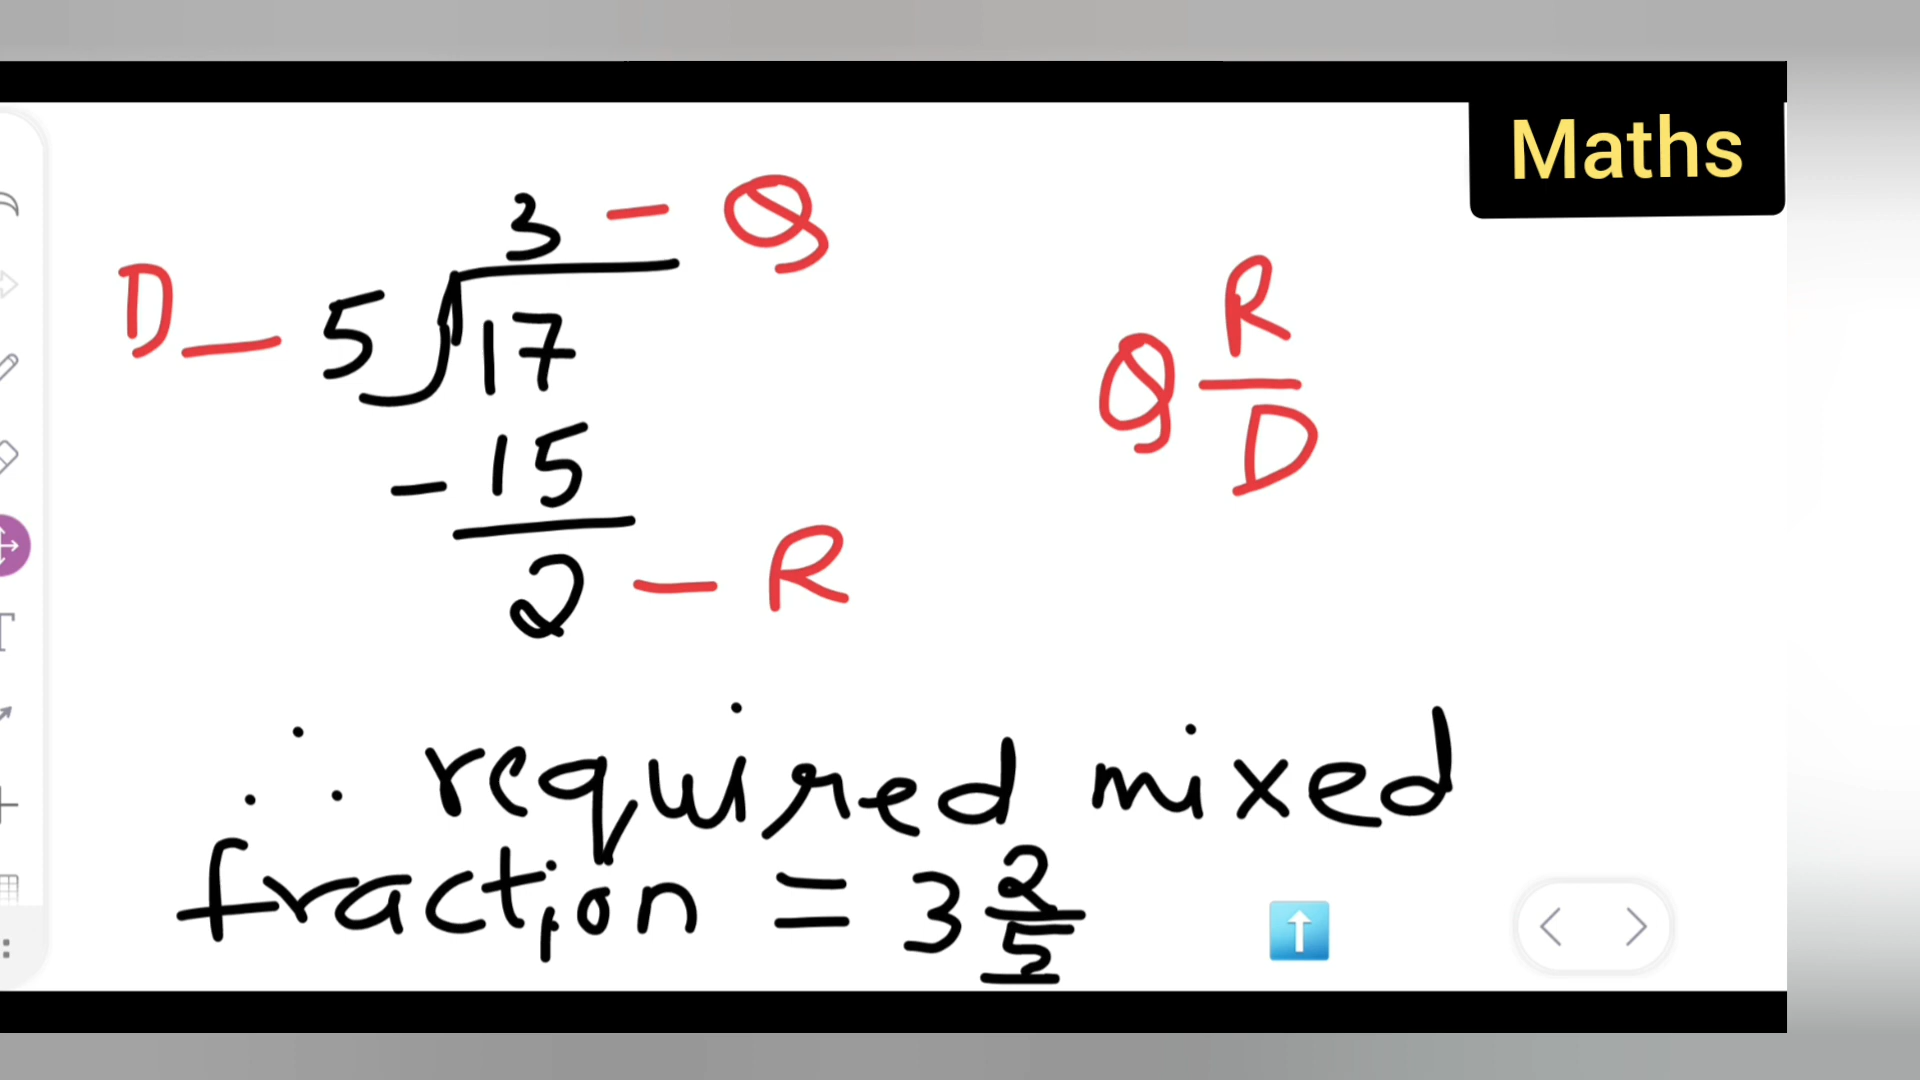 Maths
3 - Q
D - 5 17
R
Q
D
- 15
2 - R
∴ required mixed
fraction = 3 2/5